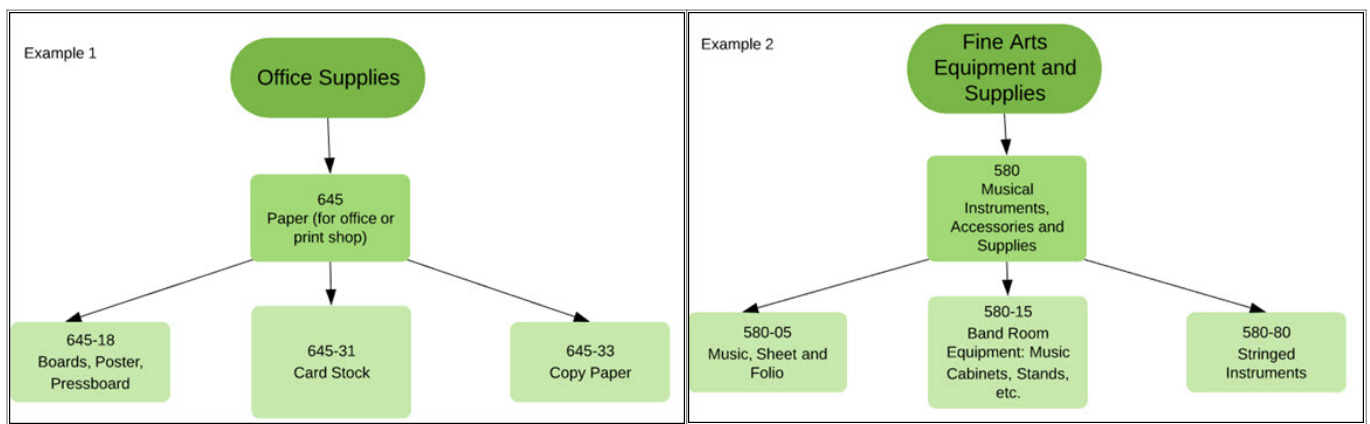 Example 1
Office Supplies
645
Paper (for office or
print shop)
645-18
Boards, Poster,
Pressboard
645-31
Card Stock
645-33
Copy Paper
Example 2
Fine Arts
Equipment and
Supplies
580
Musical
Instruments,
Accessories and
Supplies
580-05
Music, Sheet and
Folio
580-15
Band Room
Equipment: Music
Cabinets, Stands,
etc.
580-80
Stringed
Instruments